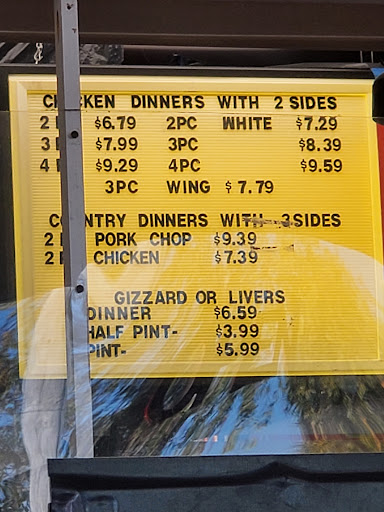 CHICKEN DINNERS WITH 2 SIDES
2 $6.79 2PC WHITE $7.29
3 $7.99 3PC $8.39
4 $9.29 4PC $9.59
3PC WING $7.79
COUNTRY DINNERS WITH 3SIDES
2 PORK CHOP $9.39
2 CHICKEN $7.39
GIZZARD OR LIVERS
DINNER $6.59
HALF PINT- $3.99
PINT- $5.99